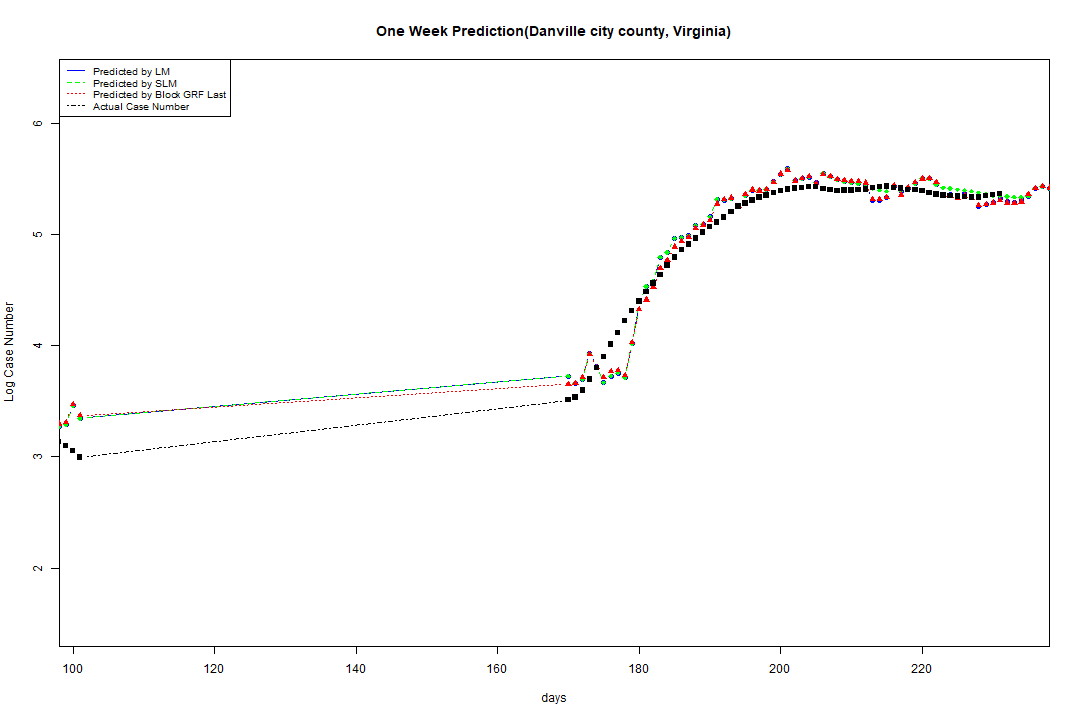 One Week Prediction(Danville city county, Virginia)
Predicted by LM
Predicted by SLM
Predicted by Block GRF Last
Actual Case Number
6
5
4
3
2
Log Case Number
100 120 140 160 180 200 220
days